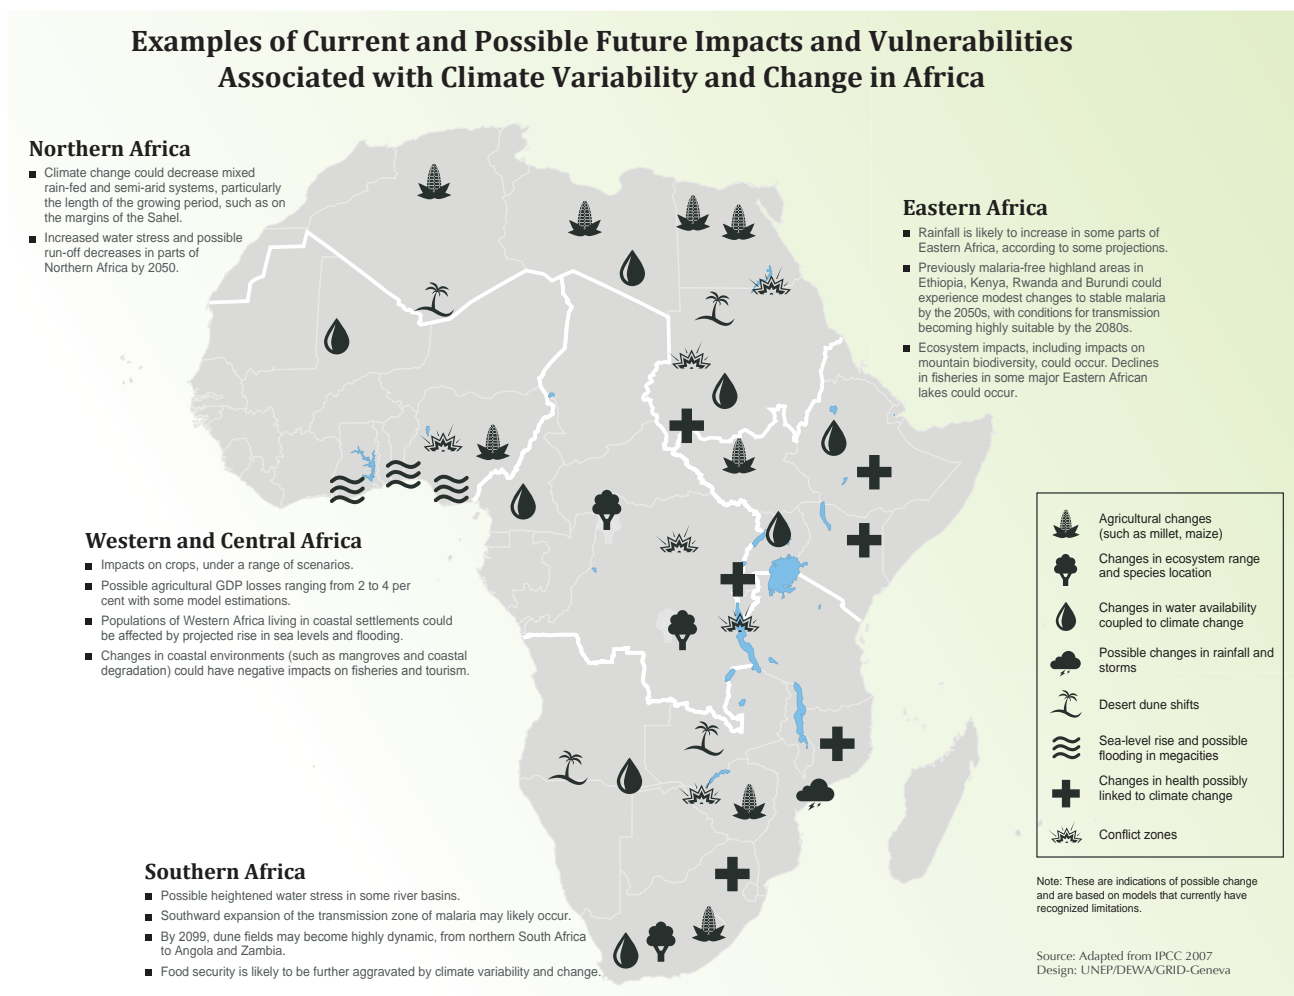 Examples of Current and Possible Future Impacts and Vulnerabilities
Associated with Climate Variability and Change in Africa
Northern Africa
Climate change could decrease mixed
rain-fed and semi-arid systems, particularly
the length of the growing period, such as on
the margins of the Sahel.
Increased water stress and possible
run-off decreases in parts of
Northern Africa by 2050.
Eastern Africa
Rainfall is likely to increase in some parts of
Eastern Africa, according to some projections.
Previously malaria-free highland areas in
Ethiopia, Kenya, Rwanda and Burundi could
experience modest changes to stable malaria
by the 2050s, with conditions for transmission
becoming highly suitable by the 2080s.
Ecosystem impacts, including impacts on
mountain biodiversity, could occur. Declines
in fisheries in some major Eastern African
lakes could occur.
Western and Central Africa
Impacts on crops, under a range of scenarios.
Possible agricultural GDP losses ranging from 2 to 4 per
cent with some model estimations.
Populations of Western Africa living in coastal settlements could
be affected by projected rise in sea levels and flooding.
Changes in coastal environments (such as mangroves and coastal
degradation) could have negative impacts on fisheries and tourism.
Southern Africa
Possible heightened water stress in some river basins.
Southward expansion of the transmission zone of malaria may likely occur.
By 2099, dune fields may become highly dynamic, from northern South Africa
to Angola and Zambia.
Food security is likely to be further aggravated by climate variability and change.
Agricultural changes
(such as millet, maize)
Changes in ecosystem range
and species location
Changes in water availability
coupled to climate change
Possible changes in rainfall and
storms
Desert dune shifts
Sea-level rise and possible
flooding in megacities
Changes in health possibly
linked to climate change
Conflict zones
Note: These are indications of possible change
and are based on models that currently have
recognized limitations.
Source: Adapted from IPCC 2007
Design: UNEP/DEWA/GRID-Geneva